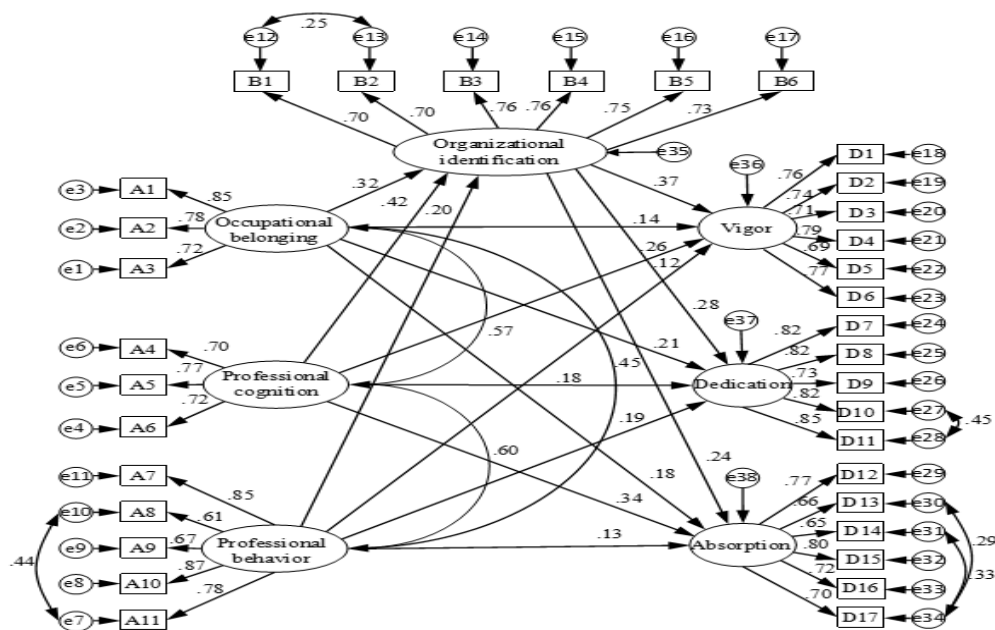 .25
e12 e13 e14 e15 e16 e17
B1 B2 B3 B4 B5 B6
.70 .70 .76 .76 .75 .73
Organizational
identification
e35
e36
e3 A1 .85
e2 A2 .78
e1 A3 .72
Occupational
belonging
.32
.42
.20
.37
.14
.26
.12
.28
.57
.45
.21
.18
.19
.60
.24
.18
.34
.13
Vigor
.76 D1 e18
.74 D2 e19
.71 D3 e20
.79 D4 e21
.69 D5 e22
.77 D6 e23
e6 A4 .70
e5 A5 .77
e4 A6 .72
Professional
cognition
e37
Dedication
.82 D7 e24
.82 D8 e25
.73 D9 e26
.82 D10 e27
.85 D11 e28
.45
e11 A7 .85
e10 A8 .61
e9 A9 .67
e8 A10 .87
e7 A11 .78
.44
Professional
behavior
e38
Absorption
.77 D12 e29
.66 D13 e30
.65 D14 e31
.80 D15 e32
.72 D16 e33
.70 D17 e34
.29
.33